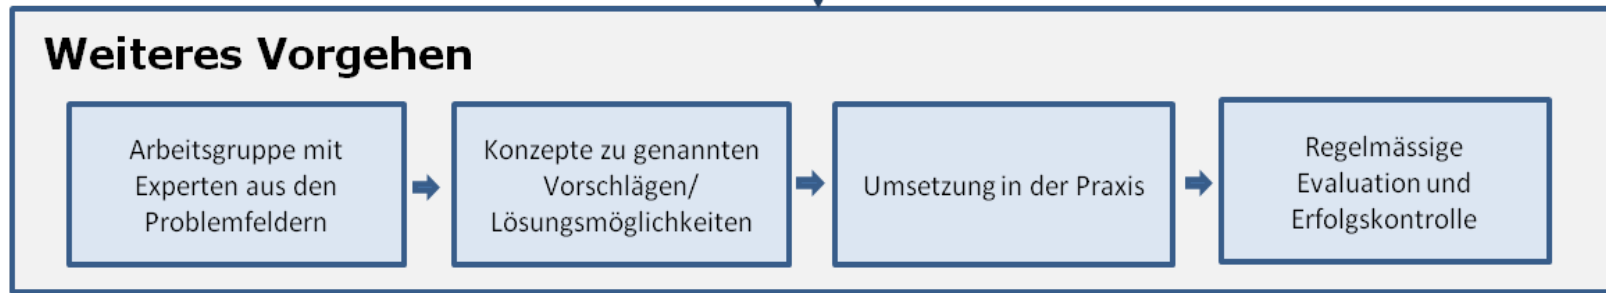 Weiteres Vorgehen
Arbeitsgruppe mit
Experten aus den
Problemfeldern
Konzepte zu genannten
Vorschlägen/
Lösungsmöglichkeiten
Umsetzung in der Praxis
Regelmässige
Evaluation und
Erfolgskontrolle